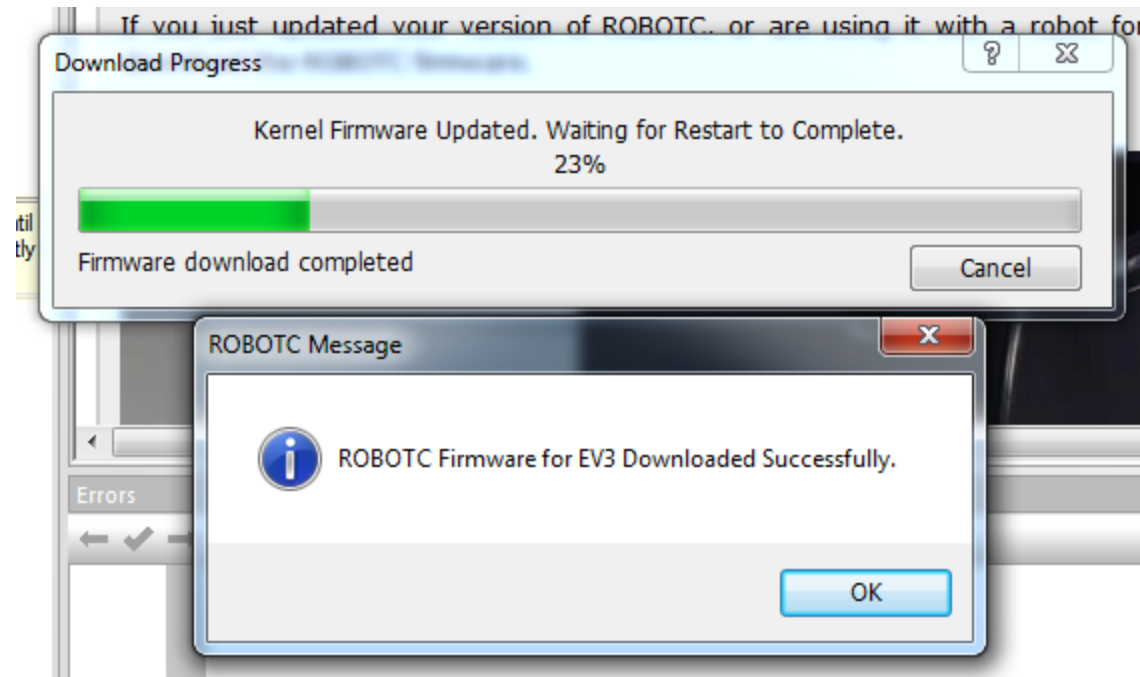 If you just updated your version of ROBOTC, or are using it with a robot for
Download Progress
Kernel Firmware Updated. Waiting for Restart to Complete.
23%
Firmware download completed
Cancel
ROBOTC Message
ROBOTC Firmware for EV3 Downloaded Successfully.
OK
Errors